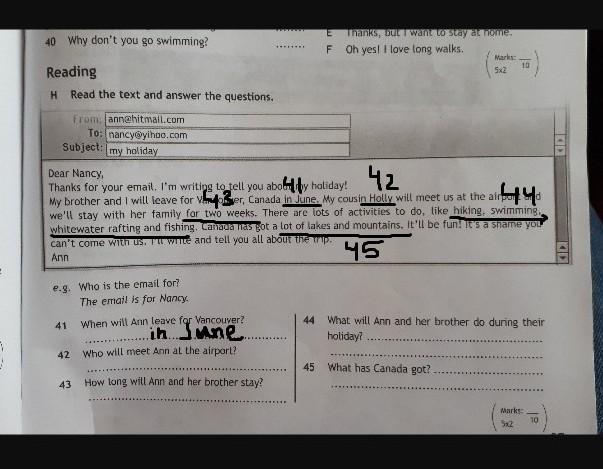 E Thanks, but I want to stay at home.
40 Why don't you go swimming? ........
F Oh yes! I love long walks.
Marks: 5x2 10
Reading
H Read the text and answer the questions.
From: ann@hitmail.com
To: nancy@yihoo.com
Subject: my holiday
Dear Nancy,
Thanks for your email. I'm writing to tell you about my holiday!
41
42
My brother and I will leave for Vancouver, Canada in June. My cousin Holly will meet us at the airport and
43
44
we'll stay with her family for two weeks. There are lots of activities to do, like hiking, swimming,
whitewater rafting and fishing. Canada has got a lot of lakes and mountains. It'll be fun! It's a shame you
can't come with us. I'll write and tell you all about the trip.
45
Ann
e.g. Who is the email for?
The email is for Nancy.
41 When will Ann leave for Vancouver?
in June
42 Who will meet Ann at the airport?
43 How long will Ann and her brother stay?
44 What will Ann and her brother do during their
holiday?
45 What has Canada got?
Marks: 5x2 10